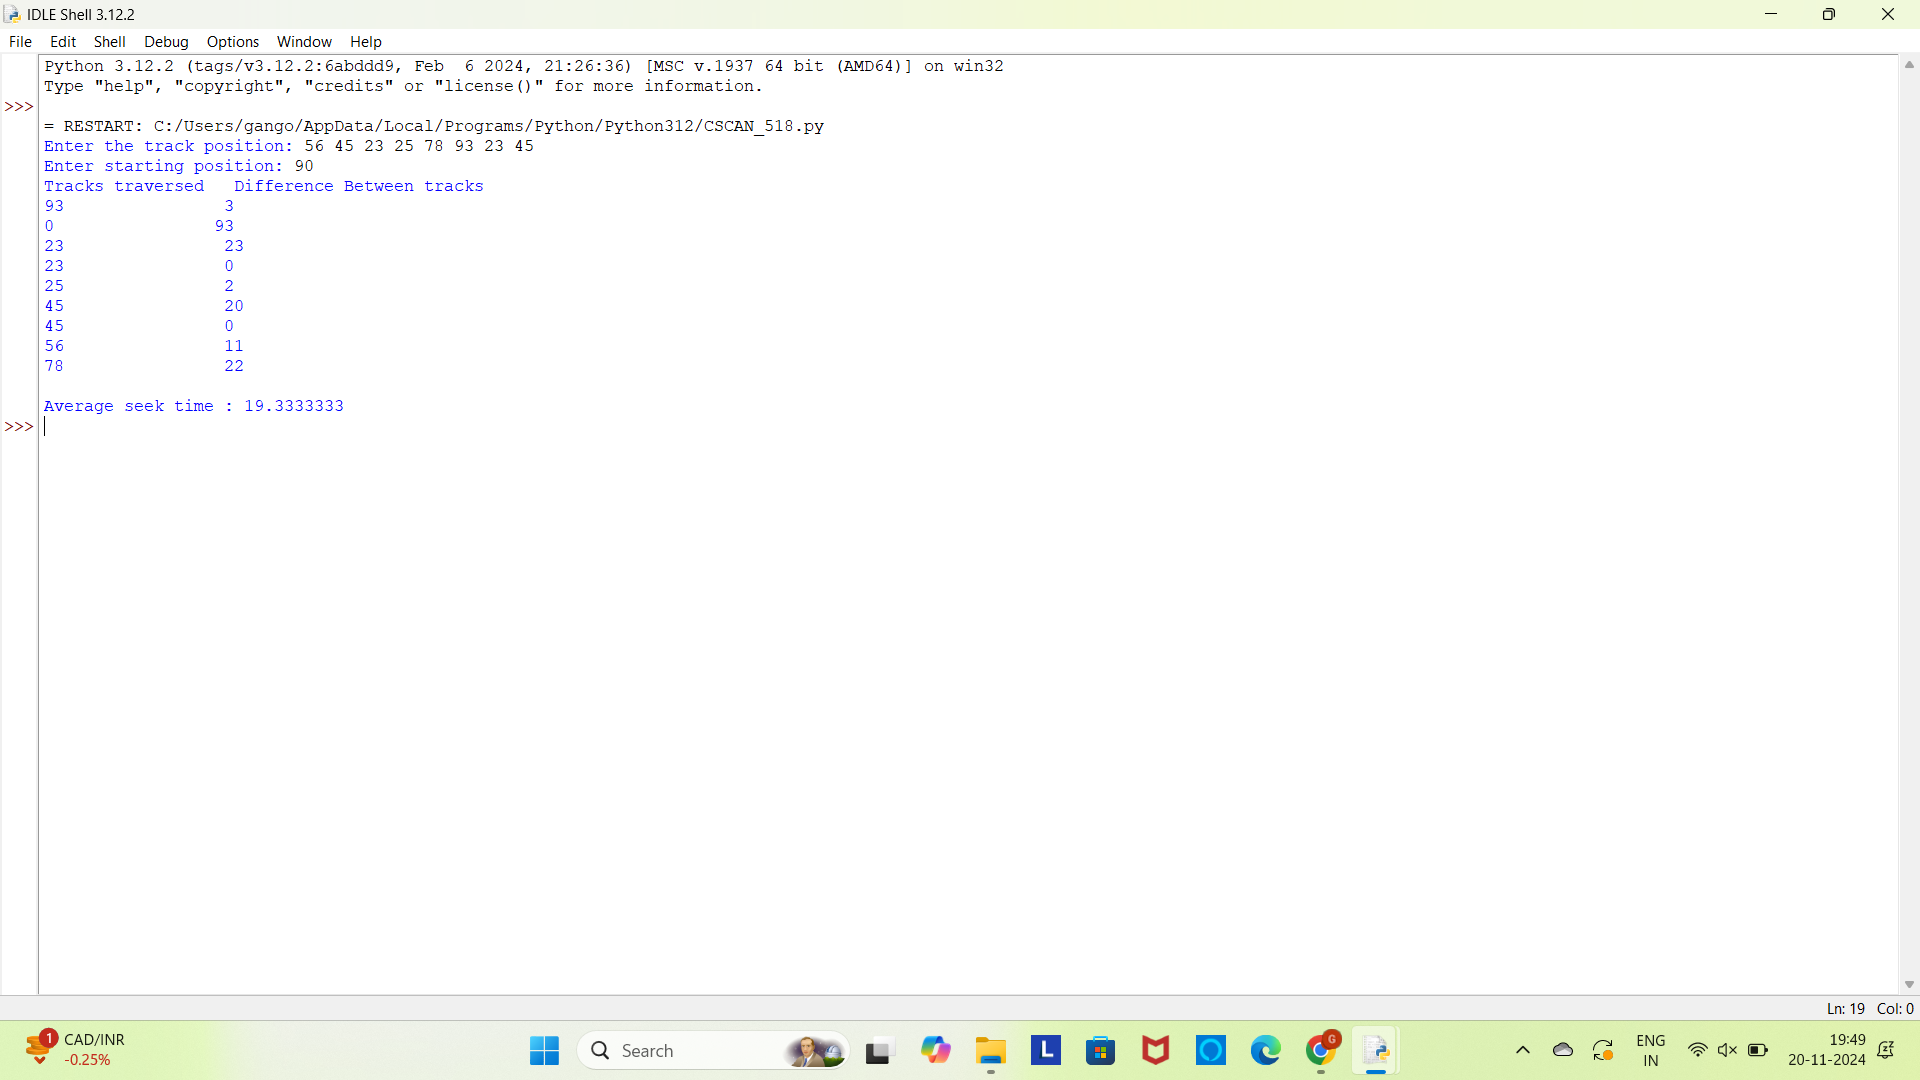 IDLE Shell 3.12.2
File Edit Shell Debug Options Window Help
Python 3.12.2 (tags/v3.12.2:6abddd9, Feb  6 2024, 21:26:36) [MSC v.1937 64 bit (AMD64)] on win32
Type "help", "copyright", "credits" or "license()" for more information.
>>>
= RESTART: C:/Users/gango/AppData/Local/Programs/Python/Python312/CSCAN_518.py
Enter the track position: 56 45 23 25 78 93 23 45
Enter starting position: 90
Tracks traversed   Difference Between tracks
93                3
0                93
23                23
23                0
25                2
45                20
45                0
56                11
78                22
Average seek time : 19.3333333
>>>
Ln: 19 Col: 0
1 CAD/INR
-0.25%
Search
L
G
ENG
IN
19:49
20-11-2024